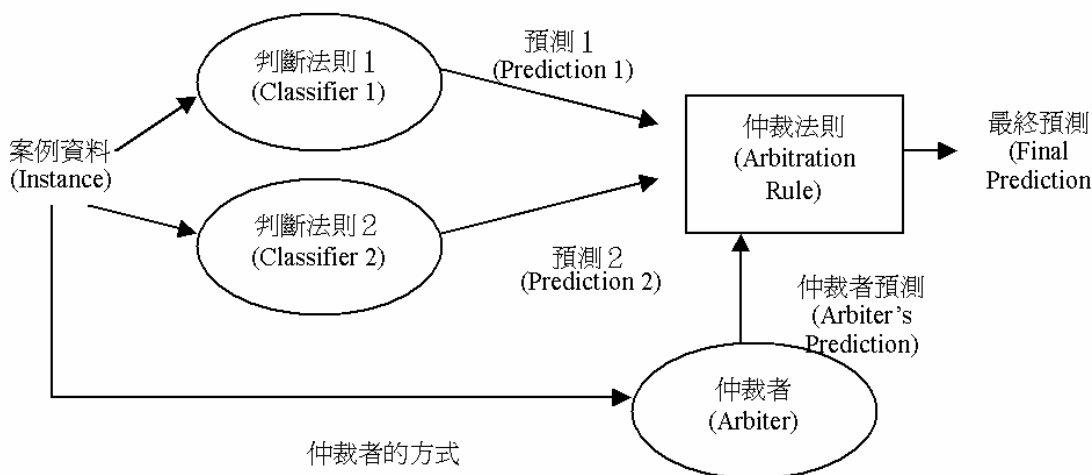 判斷法則１
(Classifier 1)
預測１
(Prediction 1)
案例資料
(Instance)
仲裁法則
(Arbitration
Rule)
最終預測
(Final
Prediction
判斷法則２
(Classifier 2)
預測２
(Prediction 2)
仲裁者預測
(Arbiter’s
Prediction)
仲裁者
(Arbiter)
仲裁者的方式